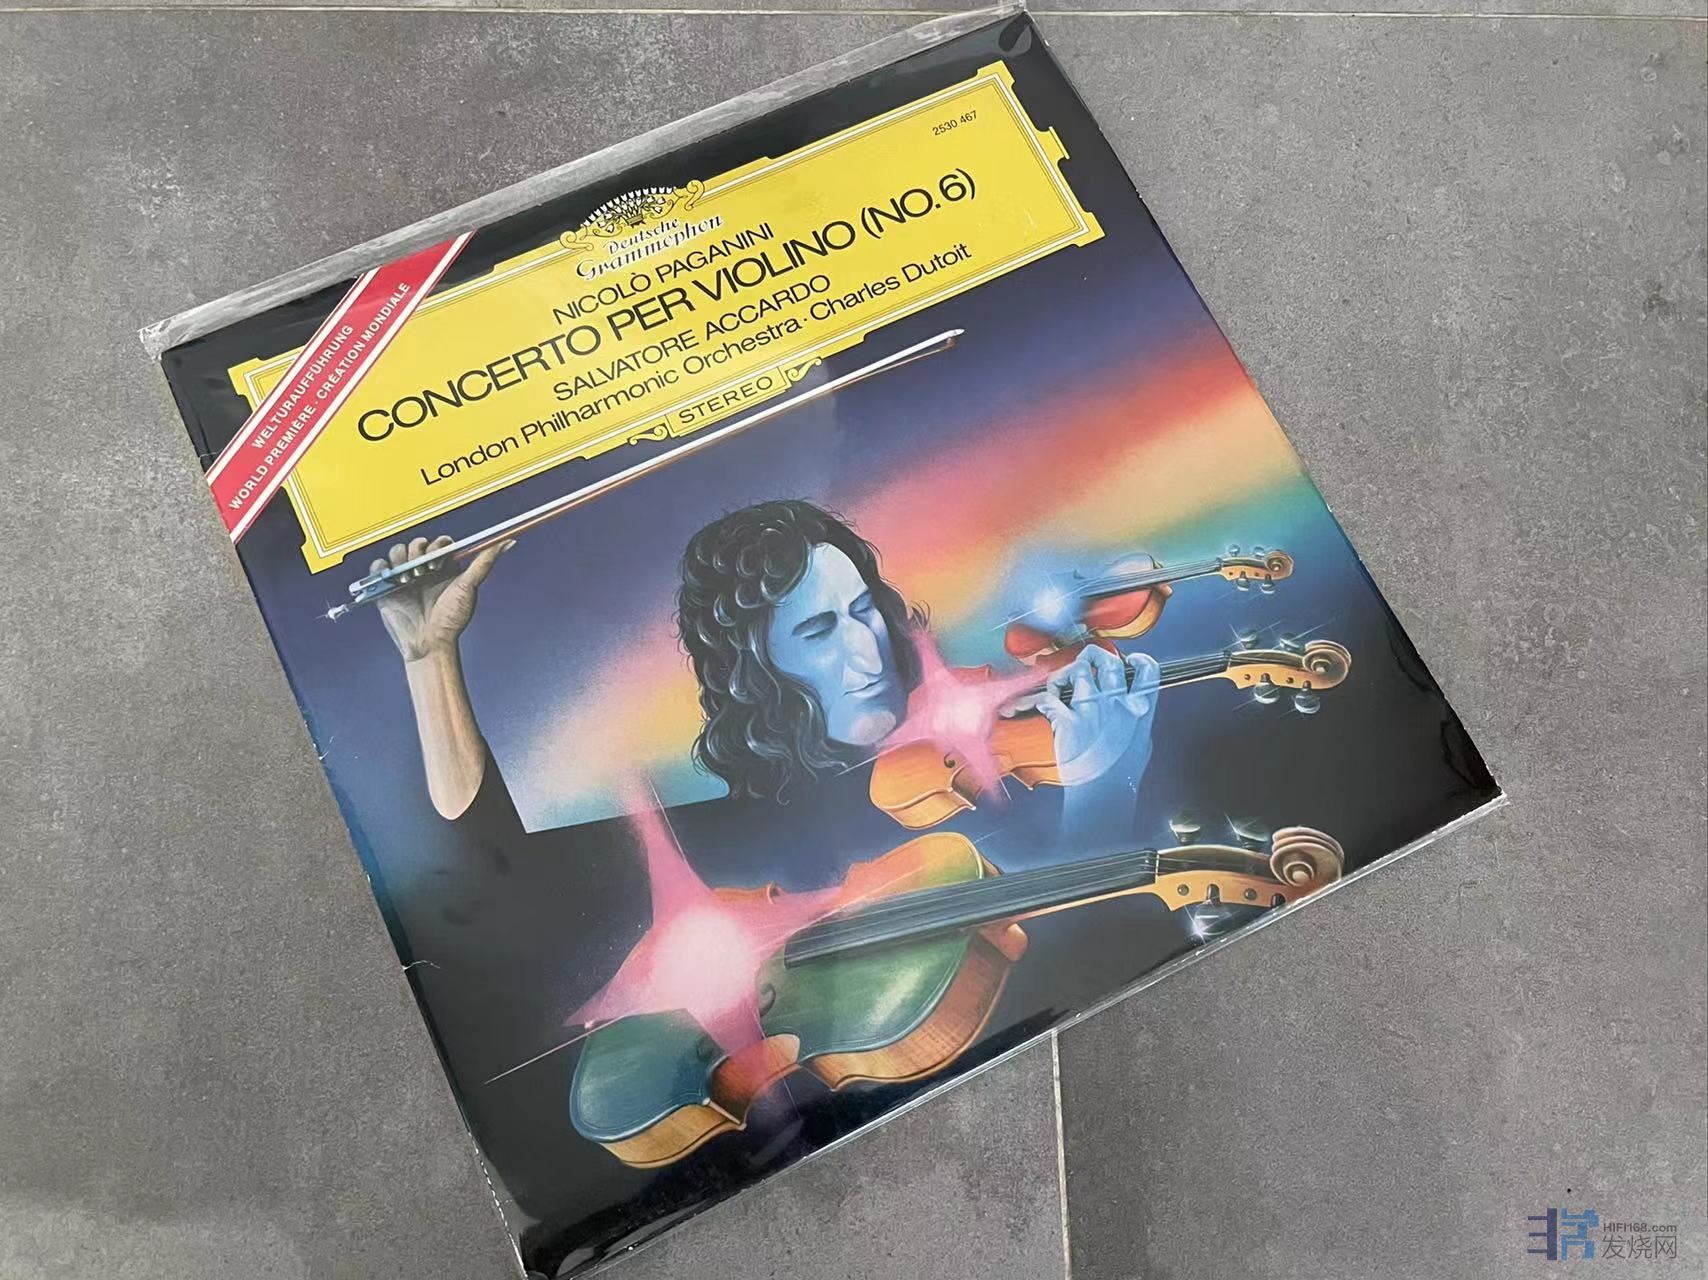 2530 467
Deutsche
Grammophon
NICOLÒ PAGANINI
CONCERTO PER VIOLINO (NO.6)
SALVATORE ACCARDO
London Philharmonic Orchestra · Charles Dutoit
STEREO
WELTURAUFFÜHRUNG
WORLD PREMIÈRE · CRÉATION MONDIALE
HIFI168.com
发烧网